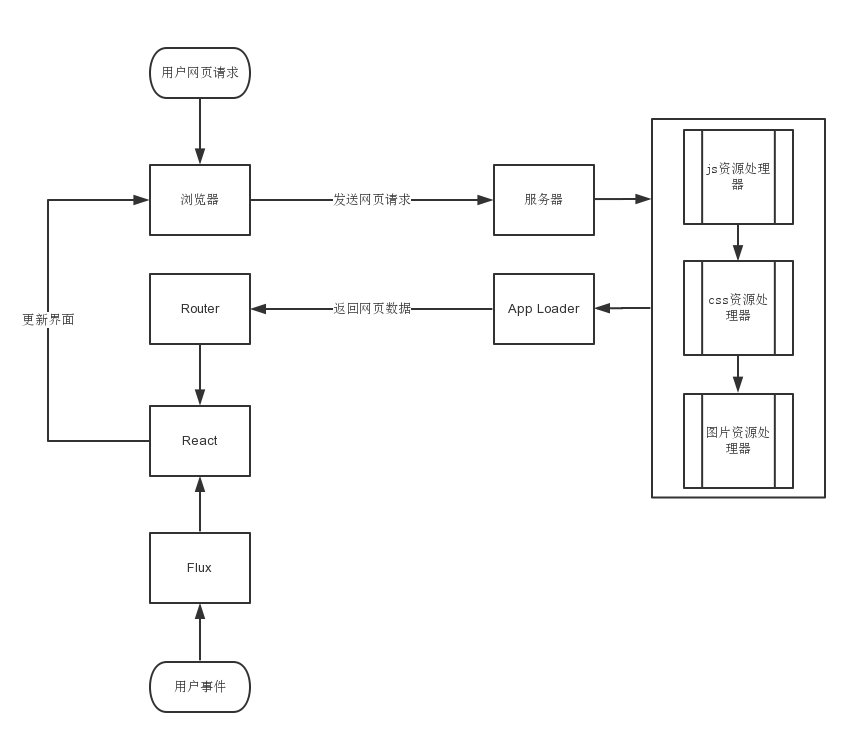 用户网页请求
浏览器
发送网页请求
服务器
js资源处理
器
Router
返回网页数据
App Loader
css资源处
理器
更新界面
React
图片资源处
理器
Flux
用户事件